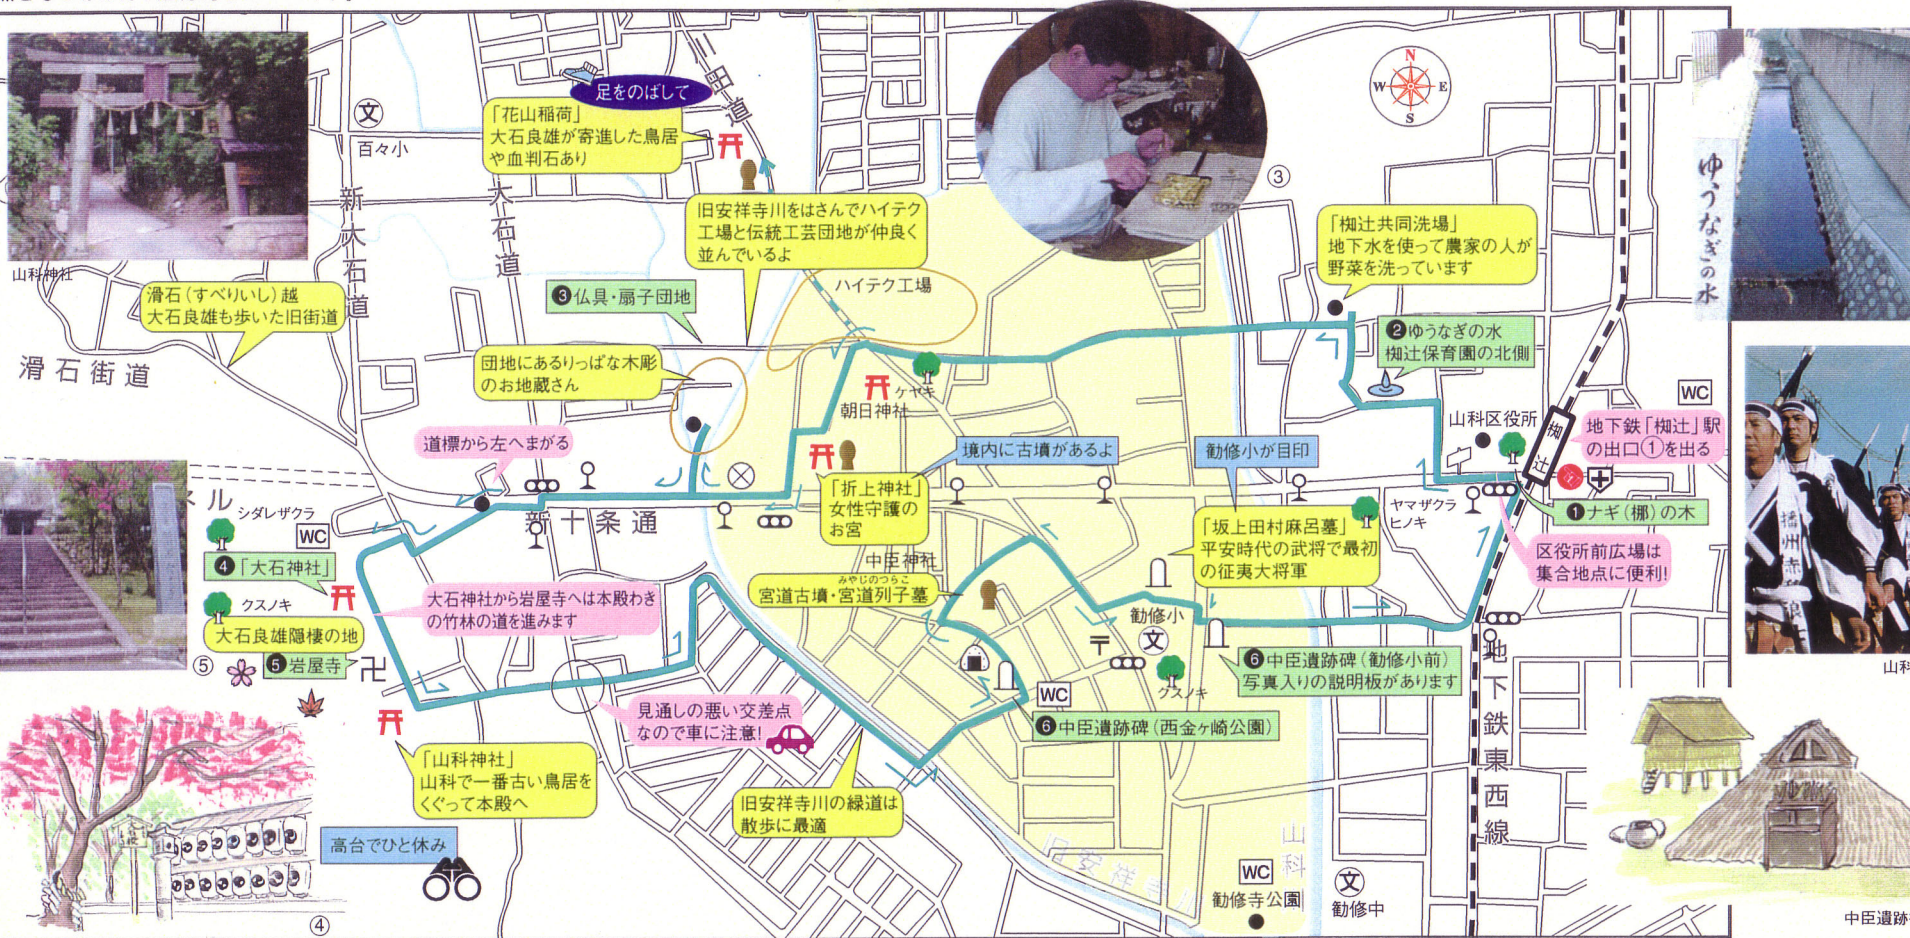 山科神社
百々小
新大石道
大石道
三田道
足をのばして
「花山稲荷」
大石良雄が寄進した鳥居
や血判石あり
旧安祥寺川をはさんでハイテク
工場と伝統工芸団地が仲良く
並んでいるよ
滑石(すべりいし)越
大石良雄も歩いた旧街道
滑石街道
❸仏具・扇子団地
ハイテク工場
団地にあるりっぱな木彫
のお地蔵さん
③
N
W
E
S
「椥辻共同洗場」
地下水を使って農家の人が
野菜を洗っています
❷ゆうなぎの水
椥辻保育園の北側
ゆうなぎの水
ケヤキ
朝日神社
道標から左へまがる
境内に古墳があるよ
勧修小が目印
山科区役所
WC
地下鉄「椥辻」駅
の出口①を出る
椥辻
❶ナギ(梛)の木
区役所前広場は
集合地点に便利!
ヤマザクラ
ヒノキ
「折上神社」
女性守護の
お宮
新十条通
ネル
シダレザクラ
WC
❹「大石神社」
クスノキ
大石良雄隠棲の地
❺岩屋寺
⑤
大石神社から岩屋寺へは本殿わき
の竹林の道を進みます
中臣神社
みやじのつらこ
宮道古墳・宮道列子墓
「坂上田村麻呂墓」
平安時代の武将で最初
の征夷大将軍
勧修小
文
クスノキ
❻中臣遺跡碑(勧修小前)
写真入りの説明板があります
WC
❻中臣遺跡碑(西金ヶ崎公園)
見通しの悪い交差点
なので車に注意!
「山科神社」
山科で一番古い鳥居を
くぐって本殿へ
旧安祥寺川の緑道は
散歩に最適
高台でひと休み
④
旧安祥寺川
山科
WC
勧修寺公園
文
勧修中
地下鉄東西線
山科
中臣遺跡
文
播州赤穂浪士